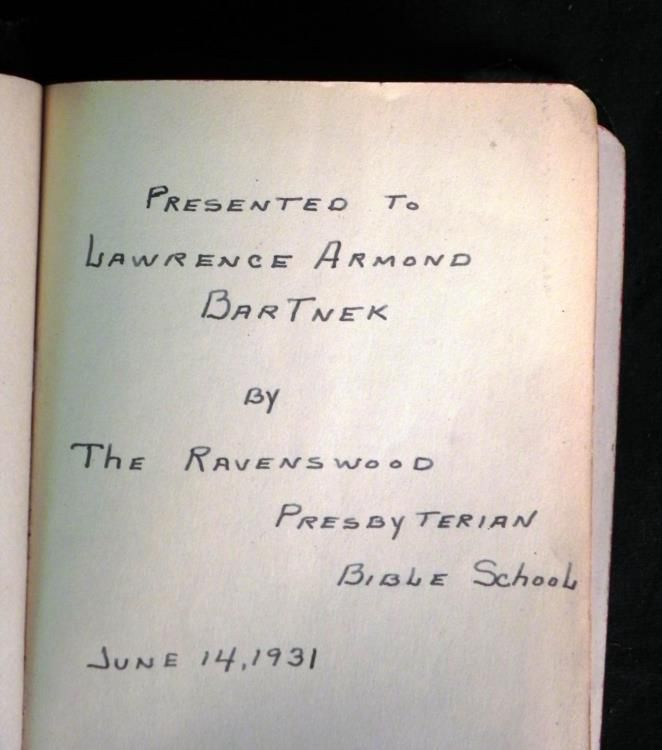 PRESENTED TO
LAWRENCE ARMOND
BARTNEK
BY
The RAVENSWOOD
PRESBYTERIAN
BIBLE School
JUNE 14, 1931